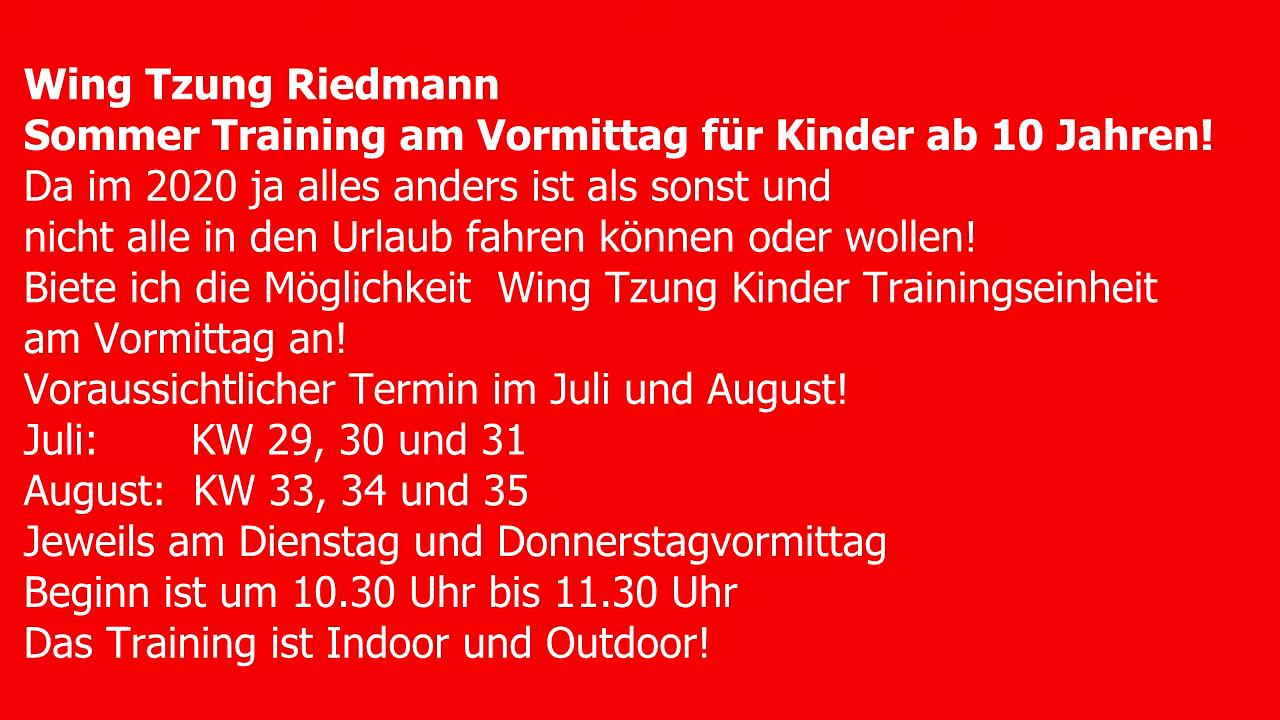 Wing Tzung Riedmann
Sommer Training am Vormittag für Kinder ab 10 Jahren!
Da im 2020 ja alles anders ist als sonst und
nicht alle in den Urlaub fahren können oder wollen!
Biete ich die Möglichkeit  Wing Tzung Kinder Trainingseinheit
am Vormittag an!
Voraussichtlicher Termin im Juli und August!
Juli:        KW 29, 30 und 31
August:  KW 33, 34 und 35
Jeweils am Dienstag und Donnerstagvormittag
Beginn ist um 10.30 Uhr bis 11.30 Uhr
Das Training ist Indoor und Outdoor!